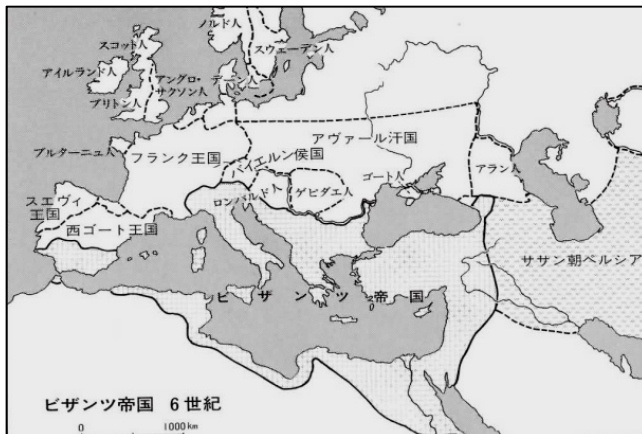 ノルド人
スウェーデン人
スコット人
アイルランド人
アングロ・
サクソン人
デーン人
ブリトン人
アヴァール汗国
ブルターニュ人
フランク王国
バイエルン侯国
アラン人
ゴート人
スエヴィ
王国
ロンバルド人
ゲピダエ人
西ゴート王国
ササン朝ペルシア
ビザンツ帝国
ビザンツ帝国 6世紀
0 1000km